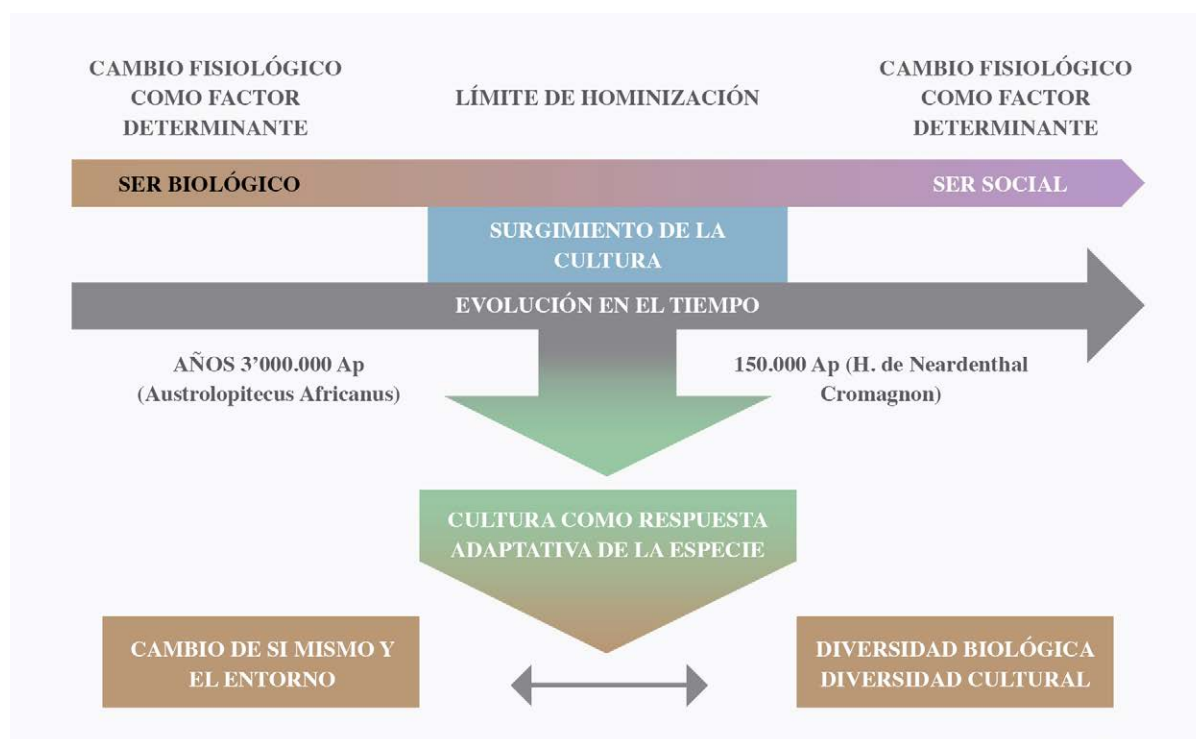 CAMBIO FISIOLÓGICO
COMO FACTOR
DETERMINANTE
LÍMITE DE HOMINIZACIÓN
CAMBIO FISIOLÓGICO
COMO FACTOR
DETERMINANTE
SER BIOLÓGICO
SER SOCIAL
SURGIMIENTO DE LA
CULTURA
EVOLUCIÓN EN EL TIEMPO
AÑOS 3’000.000 Ap
(Austrolopitecus Africanus)
150.000 Ap (H. de Neardenthal
Cromagnon)
CULTURA COMO RESPUESTA
ADAPTATIVA DE LA ESPECIE
CAMBIO DE SI MISMO Y
EL ENTORNO
DIVERSIDAD BIOLÓGICA
DIVERSIDAD CULTURAL